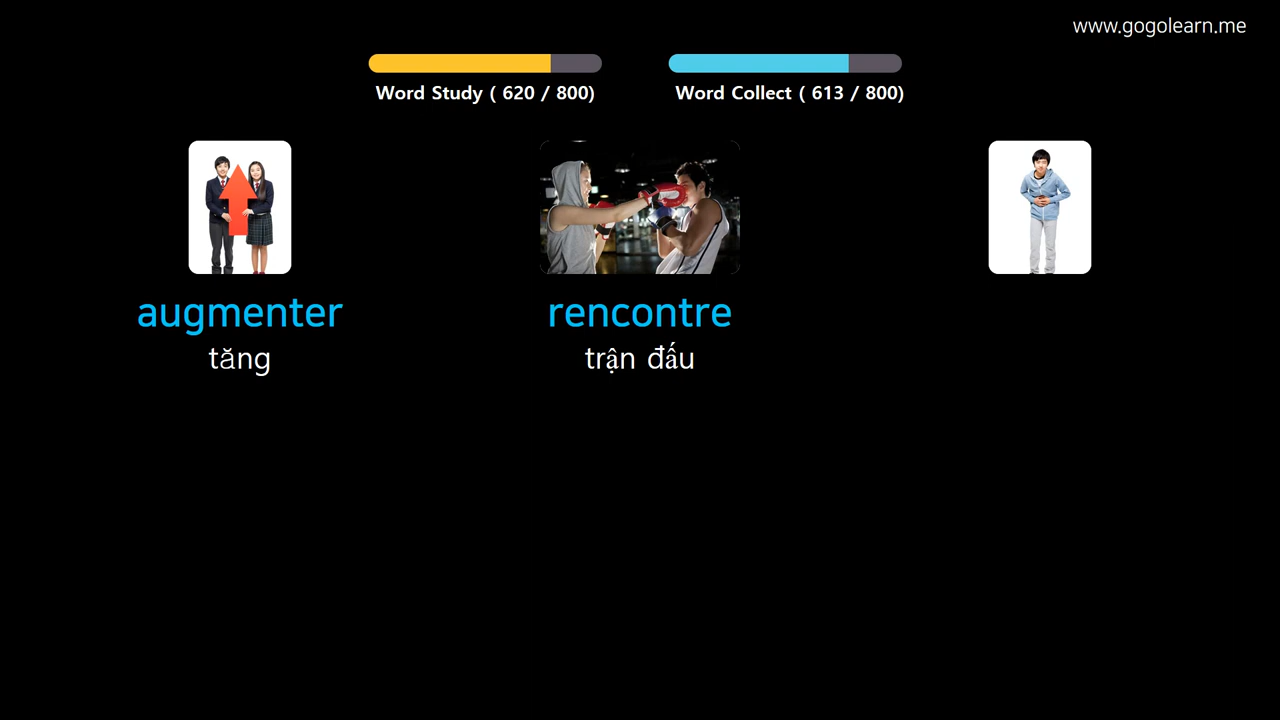 www.gogolearn.me
Word Study ( 620 / 800)
Word Collect ( 613 / 800)
augmenter
tăng
rencontre
trận đấu